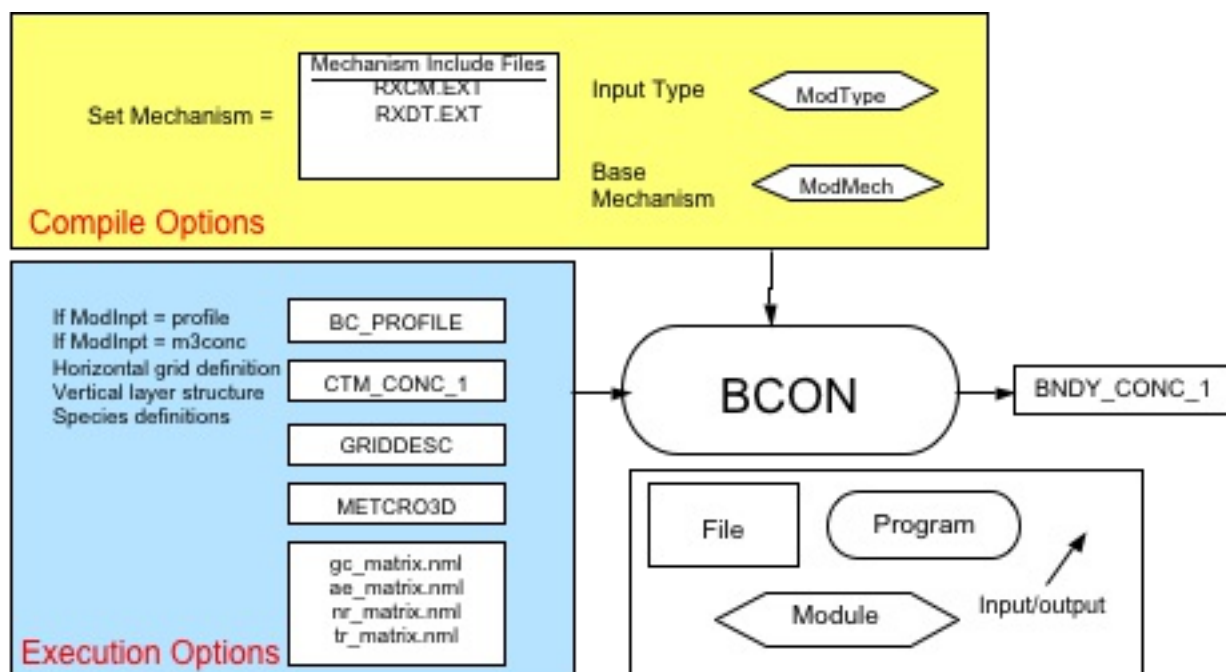 Mechanism Include Files
RXCM.EXT
RXDT.EXT
Set Mechanism =
Input Type
ModType
Base
Mechanism
ModMech
Compile Options
If ModInpt = profile
If ModInpt = m3conc
Horizontal grid definition
Vertical layer structure
Species definitions
BC_PROFILE
CTM_CONC_1
GRIDDESC
METCRO3D
gc_matrix.nml
ae_matrix.nml
nr_matrix.nml
tr_matrix.nml
Execution Options
BCON
BNDY_CONC_1
File
Program
Module
Input/output